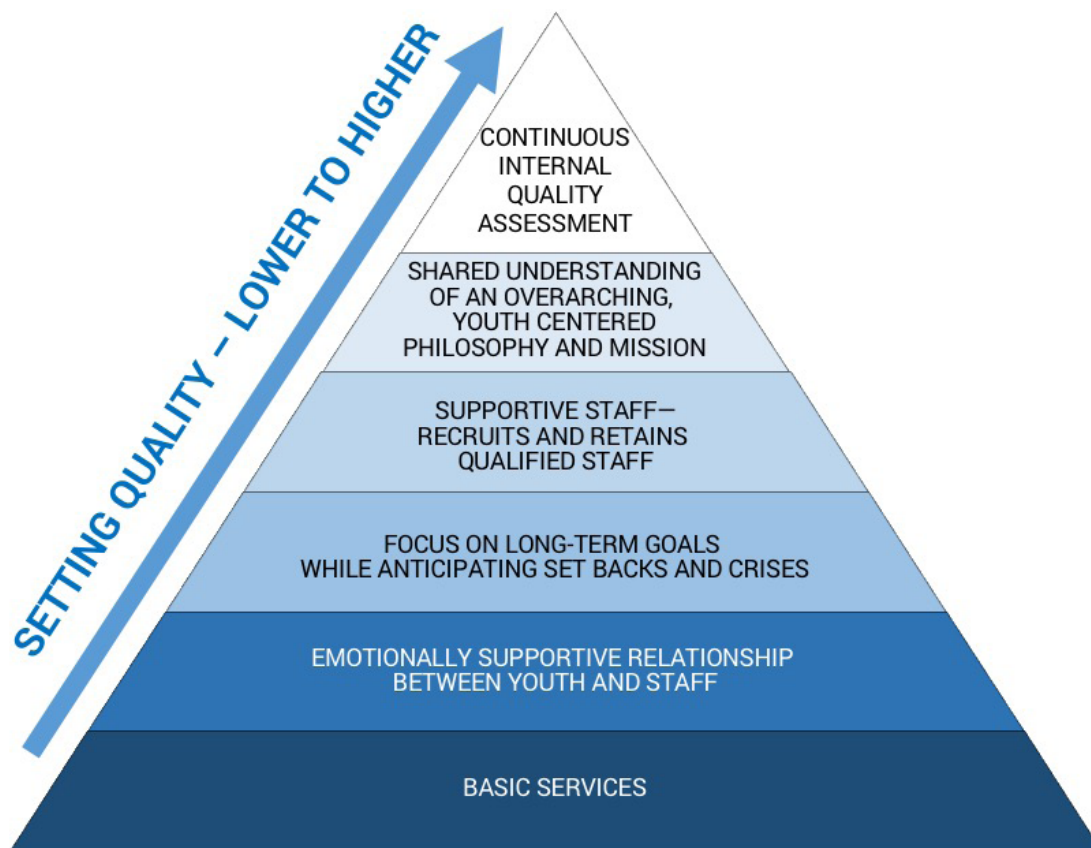 SETTING QUALITY – LOWER TO HIGHER
CONTINUOUS
INTERNAL
QUALITY
ASSESSMENT
SHARED UNDERSTANDING
OF AN OVERARCHING,
YOUTH CENTERED
PHILOSOPHY AND MISSION
SUPPORTIVE STAFF—
RECRUITS AND RETAINS
QUALIFIED STAFF
FOCUS ON LONG-TERM GOALS
WHILE ANTICIPATING SET BACKS AND CRISES
EMOTIONALLY SUPPORTIVE RELATIONSHIP
BETWEEN YOUTH AND STAFF
BASIC SERVICES